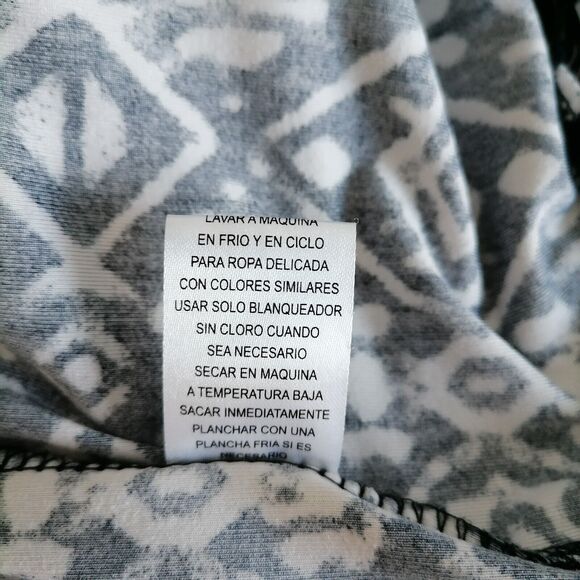 LAVAR A MAQUINA
EN FRIO Y EN CICLO
PARA ROPA DELICADA
CON COLORES SIMILARES
USAR SOLO BLANQUEADOR
SIN CLORO CUANDO
SEA NECESARIO
SECAR EN MAQUINA
A TEMPERATURA BAJA
SACAR INMEDIATAMENTE
PLANCHAR CON UNA
PLANCHA FRIA SI ES
NECESARIO